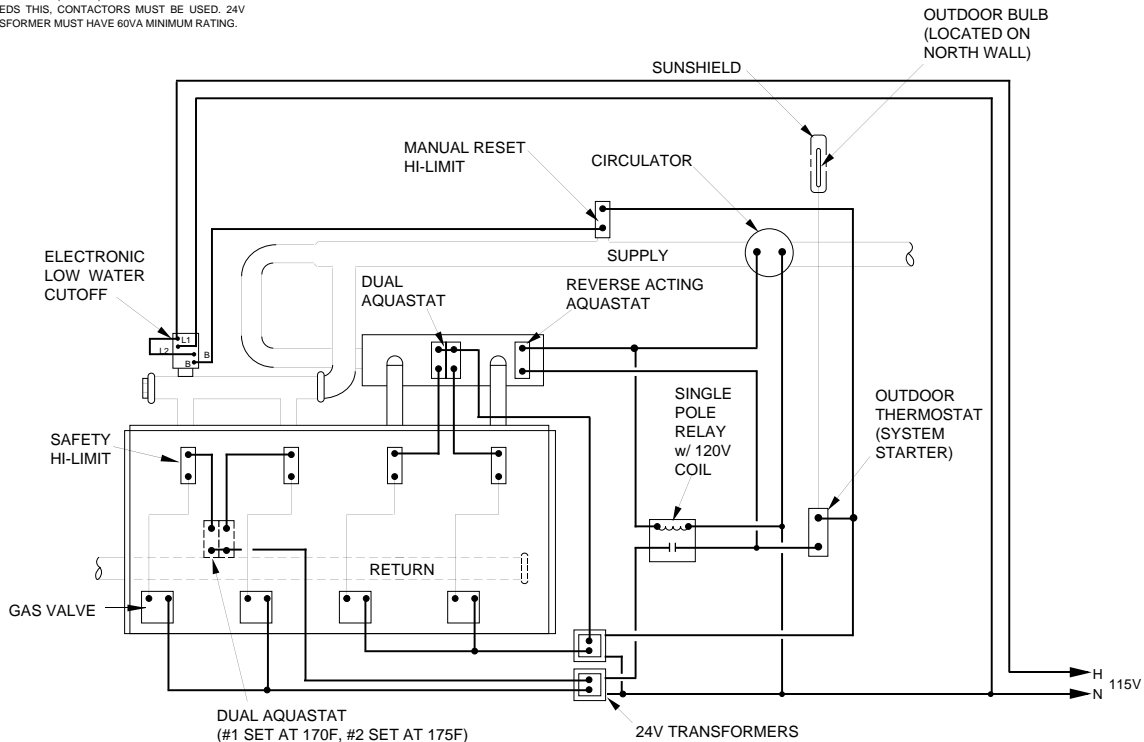 EDS THIS, CONTACTORS MUST BE USED. 24V
SFORMER MUST HAVE 60VA MINIMUM RATING.
OUTDOOR BULB
(LOCATED ON
NORTH WALL)
SUNSHIELD
MANUAL RESET
HI-LIMIT
CIRCULATOR
ELECTRONIC
LOW WATER
CUTOFF
SUPPLY
DUAL
AQUASTAT
REVERSE ACTING
AQUASTAT
L1
L2
B
B
SINGLE
POLE
RELAY
w/ 120V
COIL
OUTDOOR
THERMOSTAT
(SYSTEM
STARTER)
SAFETY
HI-LIMIT
RETURN
GAS VALVE
H
115V
N
DUAL AQUASTAT
(#1 SET AT 170F, #2 SET AT 175F)
24V TRANSFORMERS